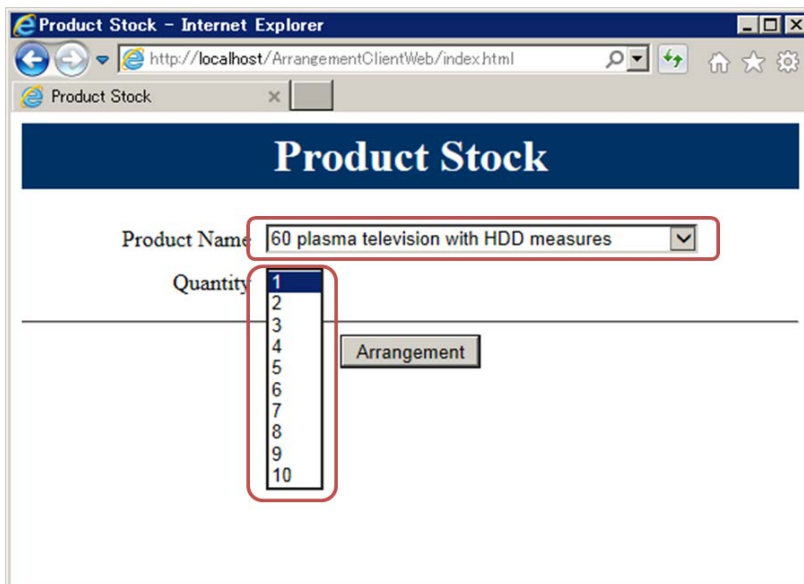 Product Stock - Internet Explorer
http://localhost/ArrangementClientWeb/index.html
Product Stock
Product Stock
Product Name 60 plasma television with HDD measures
Quantity 1
2
3
4
5
6
7
8
9
10
Arrangement